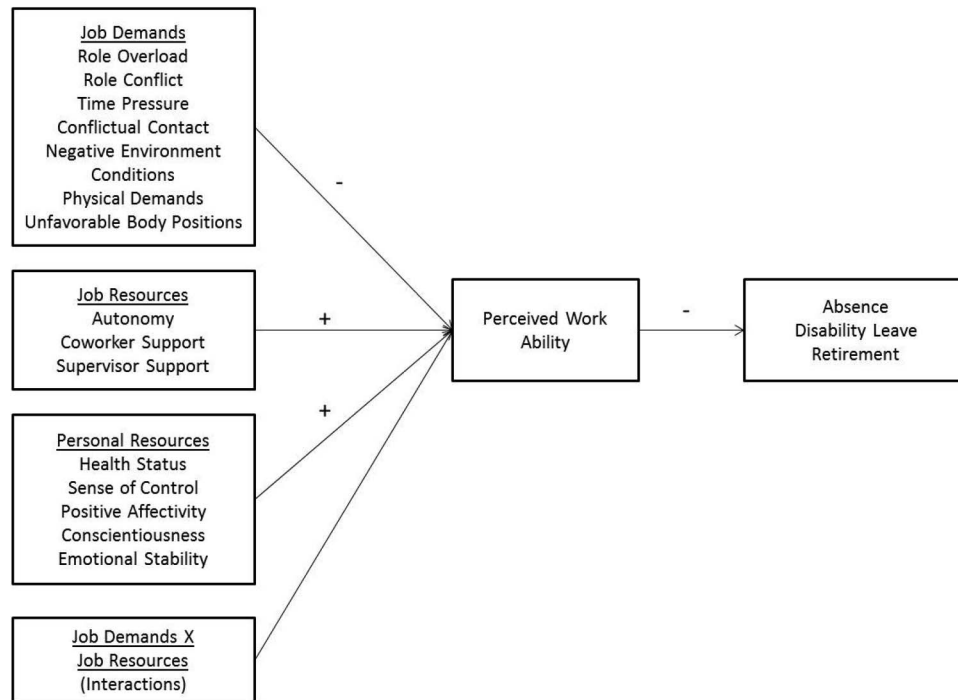 Job Demands
Role Overload
Role Conflict
Time Pressure
Conflictual Contact
Negative Environment
Conditions
Physical Demands
Unfavorable Body Positions
-
Job Resources
Autonomy
Coworker Support
Supervisor Support
+
Perceived Work
Ability
-
Absence
Disability Leave
Retirement
+
Personal Resources
Health Status
Sense of Control
Positive Affectivity
Conscientiousness
Emotional Stability
Job Demands X
Job Resources
(Interactions)